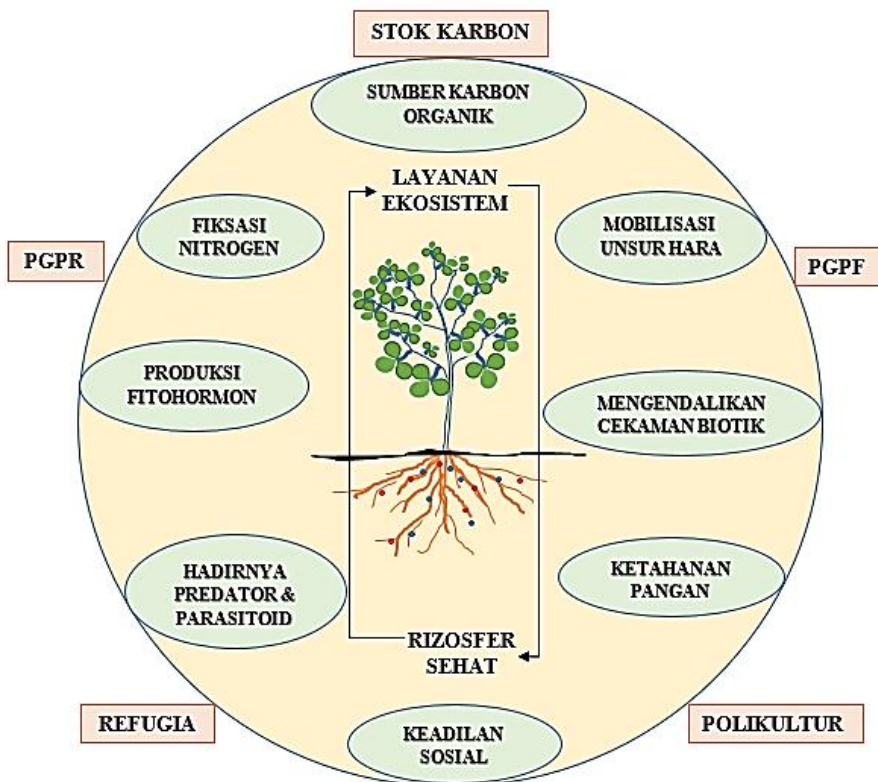 STOK KARBON
SUMBER KARBON
ORGANIK
LAYANAN
EKOSISTEM
FIKSASI
NITROGEN
MOBILISASI
UNSUR HARA
PGPR
PGPF
PRODUKSI
FITOHORMON
MENGENDALIKAN
CEKAMAN BIOTIK
HADIRNYA
PREDATOR &
PARASITOID
KETAHANAN
PANGAN
RIZOSFER
SEHAT
REFUGIA
POLIKULTUR
KEADILAN
SOSIAL